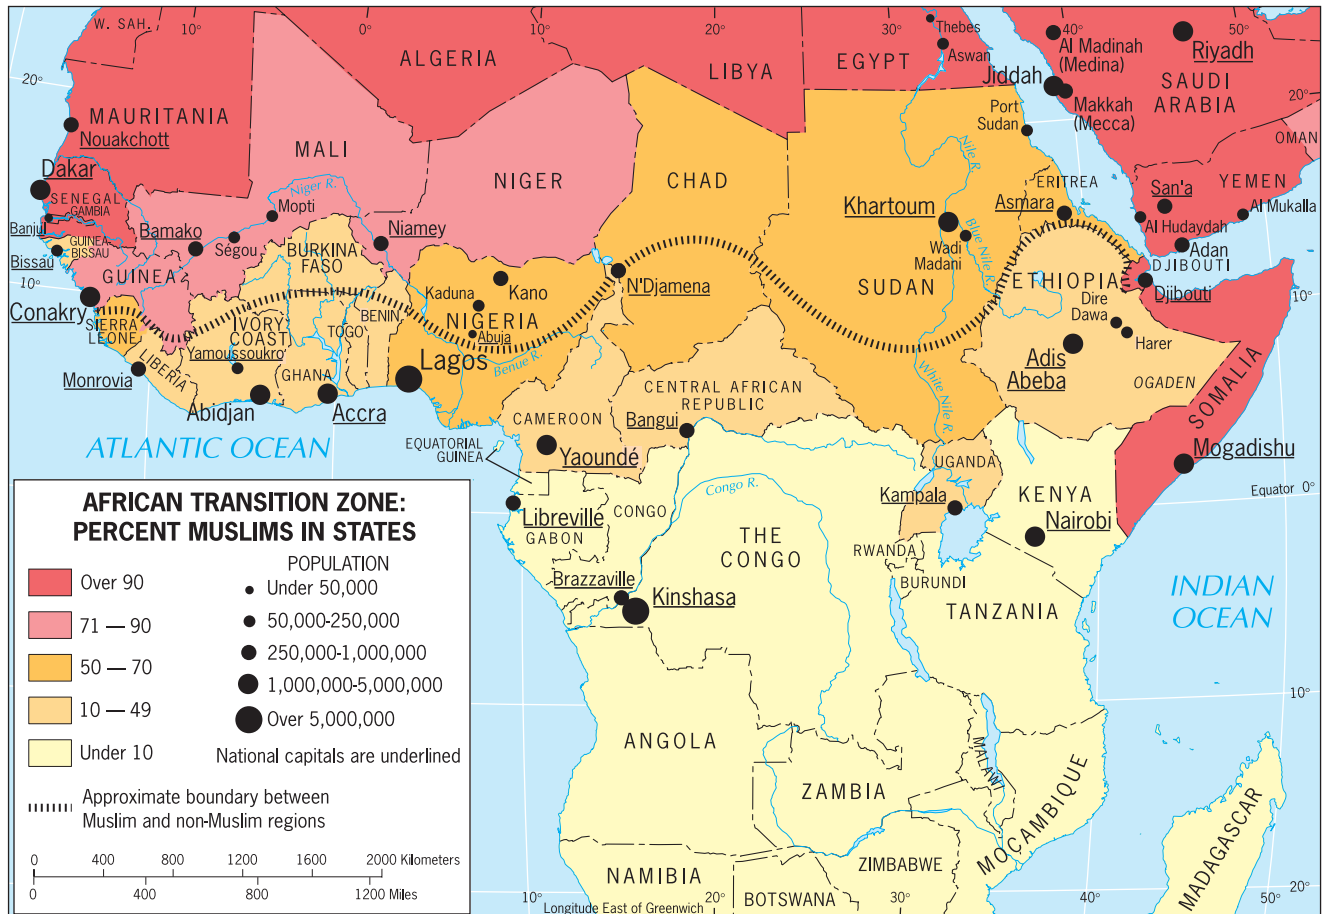 W. SAH.
10°
0°
10°
20°
40°
50°
Thebes
Aswan
ALGERIA
LIBYA
EGYPT
Al Madinah
(Medina)
Riyadh
Jiddah
SAUDI
ARABIA
20°
20°
MAURITANIA
Nouakchott
Port
Sudan
Makkah
(Mecca)
OMAN
MALI
Nile R.
Dakar
SENEGAL
GAMBIA
Niger R.
NIGER
CHAD
ERITREA
San'a
YEMEN
Banjul
Mopti
Khartoum
Asmara
Al Mukalla
Al Hudaydah
GUINEA-
BISSAU
Bissau
Bamako
Ségou
Niamey
Wadi
Madani
Blue Nile R.
Adan
BURKINA
FASO
DJIBOUTI
GUINEA
10°
10°
N'Djamena
ETHIOPIA
Djibouti
Conakry
Kaduna
Kano
SUDAN
Dire
Dawa
SIERRA
LEONE
IVORY
COAST
TOGO
BENIN
NIGERIA
Abuja
Harer
Yamoussoukro
LIBERIA
GHANA
Lagos
Benue R.
White Nile R.
Adis
Abeba
OGADEN
Monrovia
CENTRAL AFRICAN
REPUBLIC
SOMALIA
Abidjan
Accra
CAMEROON
Bangui
ATLANTIC OCEAN
EQUATORIAL
GUINEA
Yaoundé
Mogadishu
UGANDA
Congo R.
Kampala
KENYA
Nairobi
Equator 0°
Libreville
GABON
CONGO
THE
CONGO
RWANDA
BURUNDI
Brazzaville
Kinshasa
TANZANIA
INDIAN
OCEAN
10°
ANGOLA
MALAWI
ZAMBIA
MOÇAMBIQUE
MADAGASCAR
ZIMBABWE
NAMIBIA
BOTSWANA
10°
20°
30°
40°
50°
Longitude East of Greenwich
AFRICAN TRANSITION ZONE:
PERCENT MUSLIMS IN STATES
Over 90
71 — 90
50 — 70
10 — 49
Under 10
POPULATION
Under 50,000
50,000-250,000
250,000-1,000,000
1,000,000-5,000,000
Over 5,000,000
National capitals are underlined
Approximate boundary between
Muslim and non-Muslim regions
0 400 800 1200 1600 2000 Kilometers
0 400 800 1200 Miles